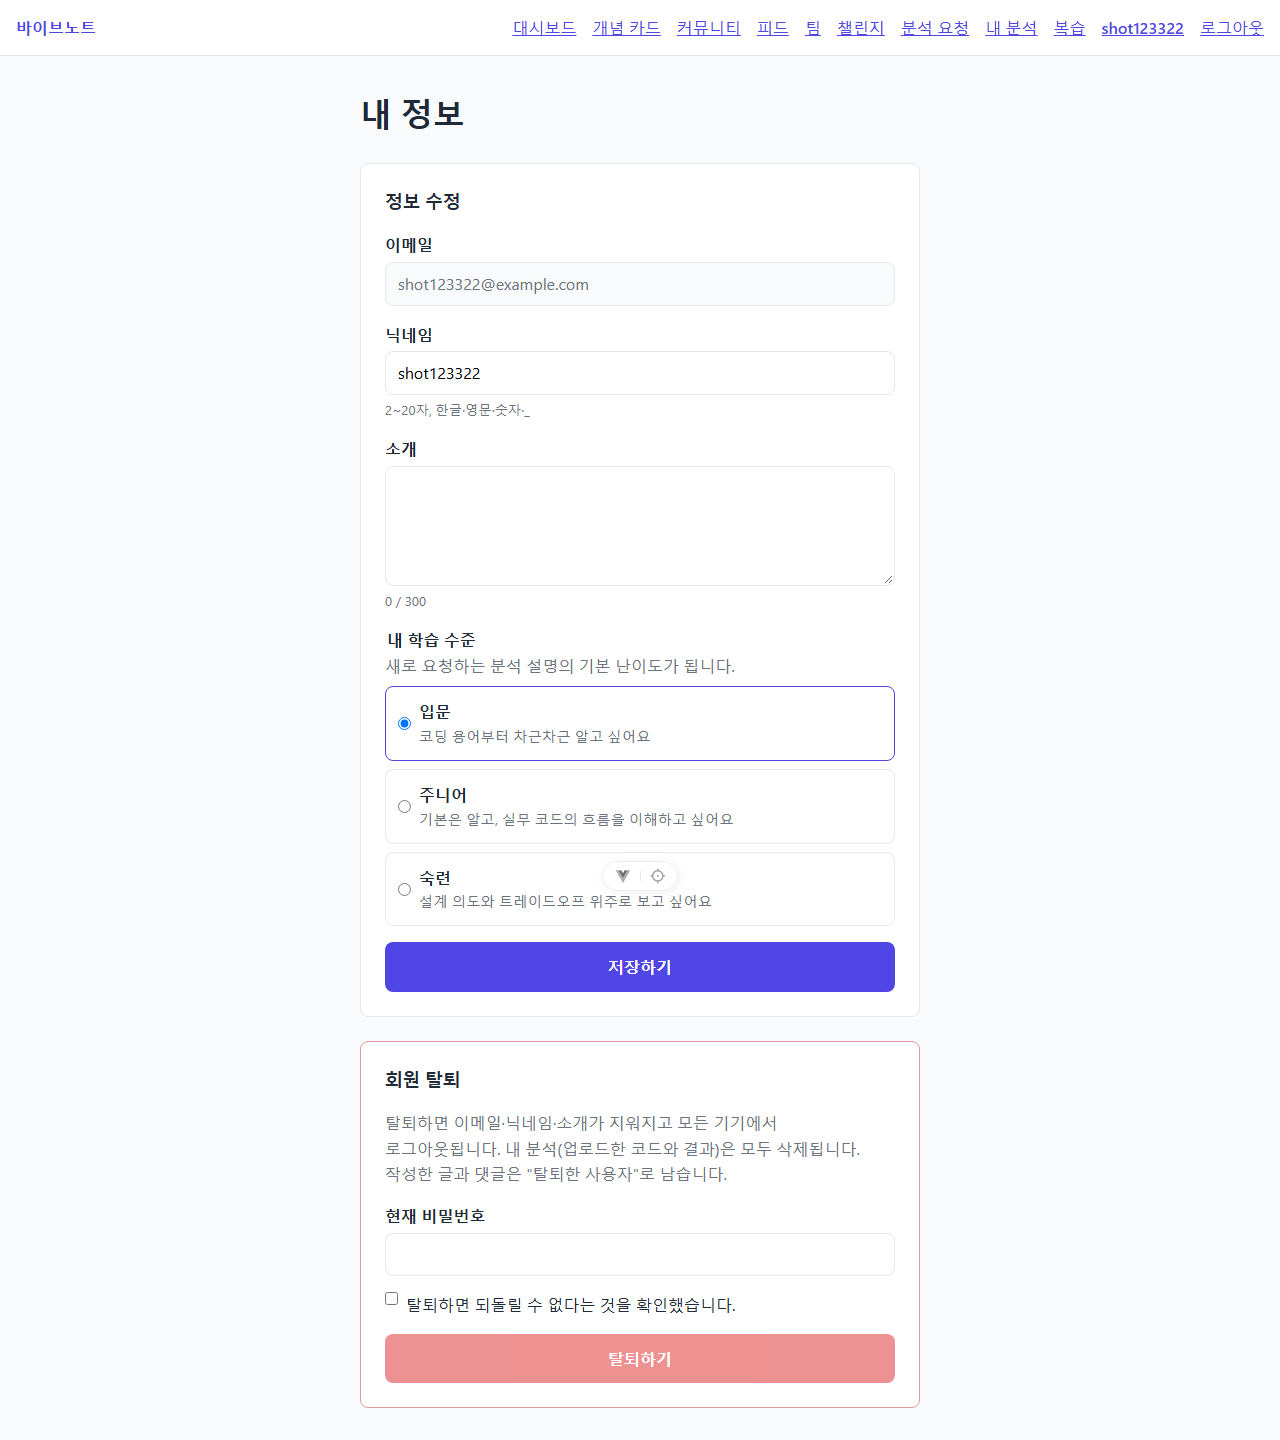 바이브노트
대시보드 개념 카드 커뮤니티 피드 팀 챌린지 분석 요청 내 분석 복습 shot123322 로그아웃
내 정보
정보 수정
이메일
shot123322@example.com
닉네임
shot123322
2~20자, 한글·영문·숫자·_
소개
0 / 300
내 학습 수준
새로 요청하는 분석 설명의 기본 난이도가 됩니다.
입문
코딩 용어부터 차근차근 알고 싶어요
주니어
기본은 알고, 실무 코드의 흐름을 이해하고 싶어요
숙련
설계 의도와 트레이드오프 위주로 보고 싶어요
저장하기
회원 탈퇴
탈퇴하면 이메일·닉네임·소개가 지워지고 모든 기기에서
로그아웃됩니다. 내 분석(업로드한 코드와 결과)은 모두 삭제됩니다.
작성한 글과 댓글은 "탈퇴한 사용자"로 남습니다.
현재 비밀번호
탈퇴하면 되돌릴 수 없다는 것을 확인했습니다.
탈퇴하기